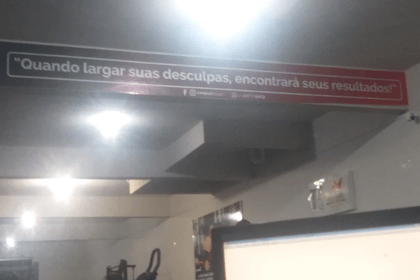 “Quando largar suas desculpas, encontrará seus resultados!”